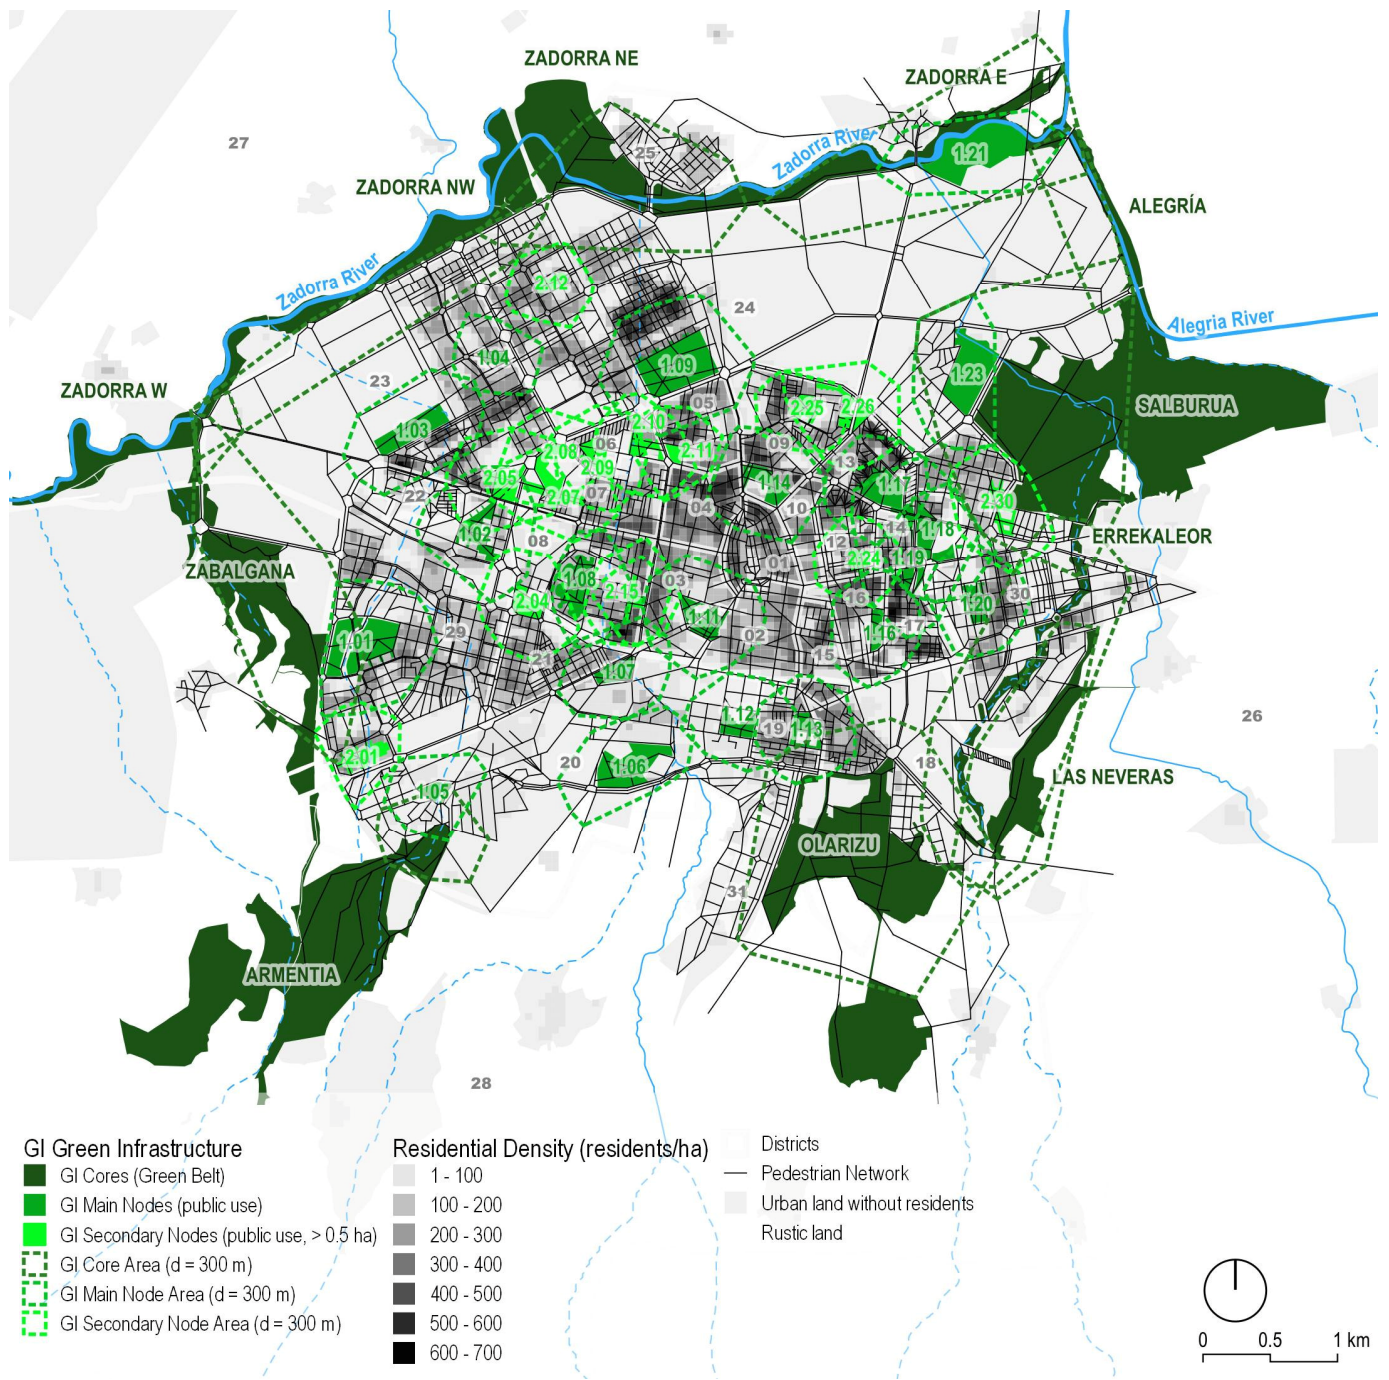 ZADORRA NE
ZADORRA E
27
25
Zadorra River
1.21
ZADORRA NW
ALEGRÍA
Zadorra River
2.12
24
Alegria River
1.04
1.09
1.23
23
ZADORRA W
05
SALBURUA
2.25
2.26
2.10
1.03
06
09
2.08
2.11
13
2.09
2.05
1.14
1.17
22
2.07
07
2.30
04
10
1.02
14
1.18
08
12
ERREKALEOR
2.24
1.19
01
ZABALGANA
1.08
03
2.15
16
30
2.04
1.20
1.11
17
29
02
1.16
1.01
15
21
1.07
1.12
26
19
1.13
2.01
20
1.06
18
LAS NEVERAS
1.05
OLARIZU
31
ARMENTIA
28
GI Green Infrastructure
GI Cores (Green Belt)
GI Main Nodes (public use)
GI Secondary Nodes (public use, > 0.5 ha)
GI Core Area (d = 300 m)
GI Main Node Area (d = 300 m)
GI Secondary Node Area (d = 300 m)
Residential Density (residents/ha)
1 - 100
100 - 200
200 - 300
300 - 400
400 - 500
500 - 600
600 - 700
Districts
Pedestrian Network
Urban land without residents
Rustic land
0 0.5 1 km